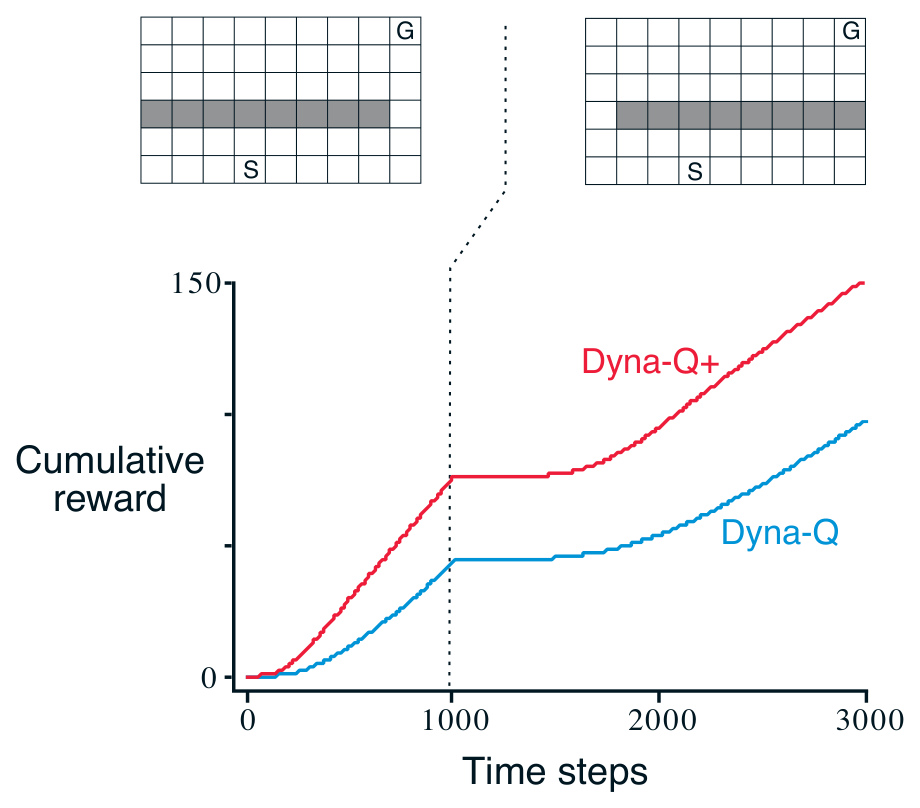 G
G
S
S
150
Dyna-Q+
Cumulative
reward
Dyna-Q
0
0
1000
2000
3000
Time steps